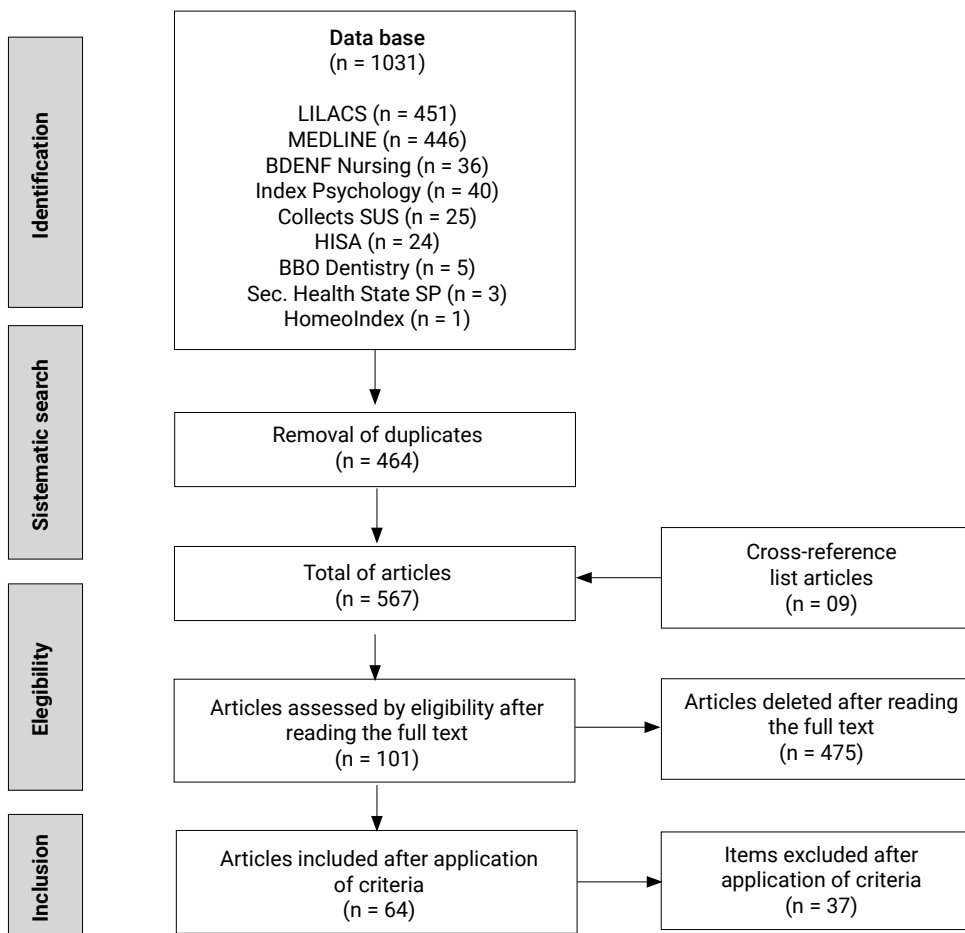 Identification
Data base
(n = 1031)
LILACS (n = 451)
MEDLINE (n = 446)
BDENF Nursing (n = 36)
Index Psychology (n = 40)
Collects SUS (n = 25)
HISA (n = 24)
BBO Dentistry (n = 5)
Sec. Health State SP (n = 3)
HomeoIndex (n = 1)
Sistematic search
Removal of duplicates
(n = 464)
Total of articles
(n = 567)
Cross-reference
list articles
(n = 09)
Elegibility
Articles assessed by eligibility after
reading the full text
(n = 101)
Articles deleted after reading
the full text
(n = 475)
Inclusion
Articles included after application
of criteria
(n = 64)
Items excluded after
application of criteria
(n = 37)